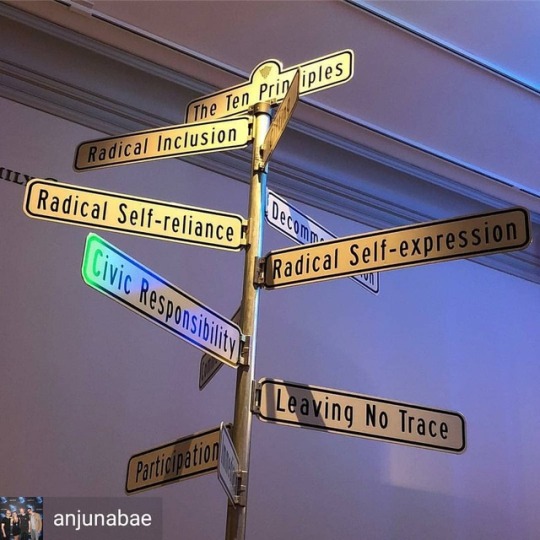 The Ten Principles
Radical Inclusion
Radical Self-reliance
Radical Self-expression
Civic Responsibility
Leaving No Trace
Participation
anjunabae